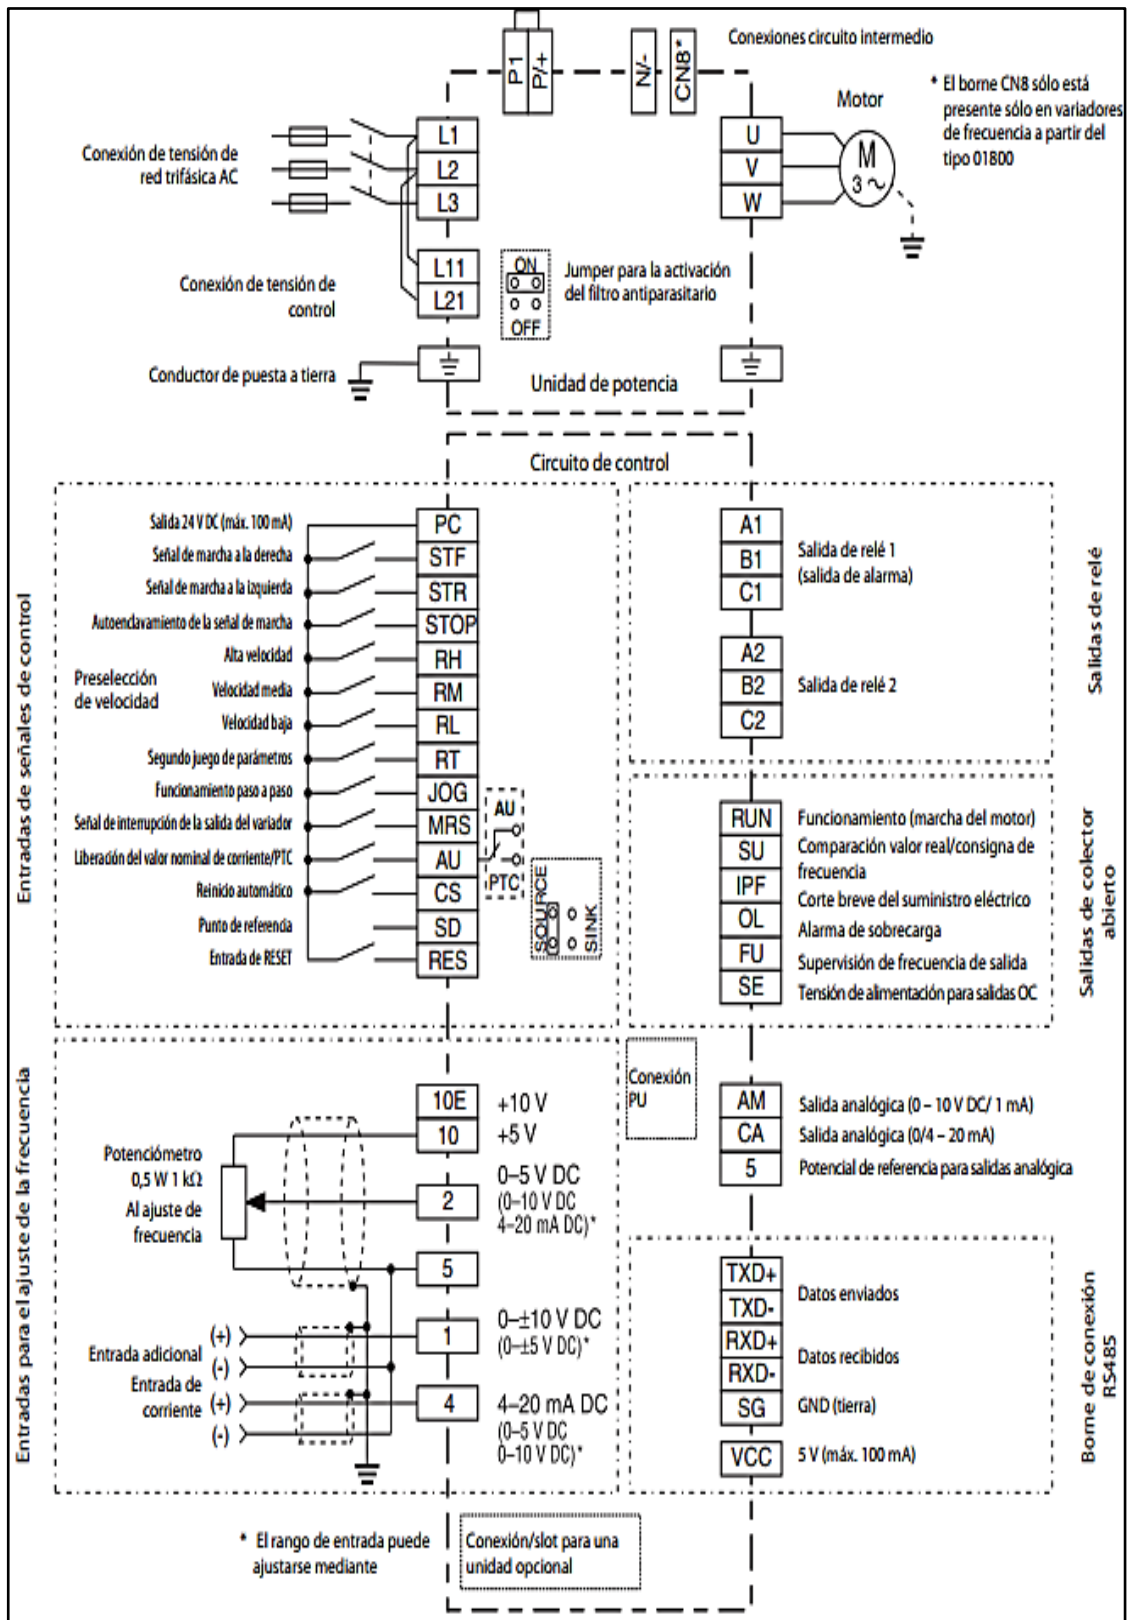 Conexiones circuito intermedio
P1
P/+
N/-
CN8*
* El borne CN8 sólo está
presente sólo en variadores
de frecuencia a partir del
tipo 01800
Motor
Conexión de tensión de
red trifásica AC
L1
L2
L3
U
V
W
M
3 ~
Conexión de tensión de
control
L11
L21
ON
OFF
Jumper para la activación
del filtro antiparasitario
Conductor de puesta a tierra
Unidad de potencia
Circuito de control
Entradas de señales de control
Salida 24 V DC (máx. 100 mA)
PC
Señal de marcha a la derecha
STF
Señal de marcha a la izquierda
STR
Autoenclavamiento de la señal de marcha
STOP
Preselección
de velocidad
Alta velocidad
RH
Velocidad media
RM
Velocidad baja
RL
Segundo juego de parámetros
RT
Funcionamiento paso a paso
JOG
Señal de interrupción de la salida del variador
MRS
Liberación del valor nominal de corriente/PTC
AU
Reinicio automático
CS
Punto de referencia
SD
Entrada de RESET
RES
AU
PTC
SOURCE
SINK
A1
B1
C1
Salida de relé 1
(salida de alarma)
A2
B2
C2
Salida de relé 2
Salidas de relé
RUN
Funcionamiento (marcha del motor)
SU
Comparación valor real/consigna de
frecuencia
IPF
Corte breve del suministro eléctrico
OL
Alarma de sobrecarga
FU
Supervisión de frecuencia de salida
SE
Tensión de alimentación para salidas OC
Salidas de colector
abierto
Entradas para el ajuste de la frecuencia
Potenciómetro
0,5 W 1 kΩ
Al ajuste de
frecuencia
10E
+10 V
10
+5 V
2
0–5 V DC
(0–10 V DC
4–20 mA DC)*
5
Entrada adicional
(+)
(-)
1
0–±10 V DC
(0–±5 V DC)*
Entrada de
corriente
(+)
(-)
4
4–20 mA DC
(0–5 V DC
0–10 V DC)*
Conexión
PU
AM
Salida analógica (0 – 10 V DC/ 1 mA)
CA
Salida analógica (0/4 – 20 mA)
5
Potencial de referencia para salidas analógica
TXD+
TXD-
Datos enviados
RXD+
RXD-
Datos recibidos
SG
GND (tierra)
VCC
5 V (máx. 100 mA)
Borne de conexión
RS485
* El rango de entrada puede
ajustarse mediante
Conexión/slot para una
unidad opcional